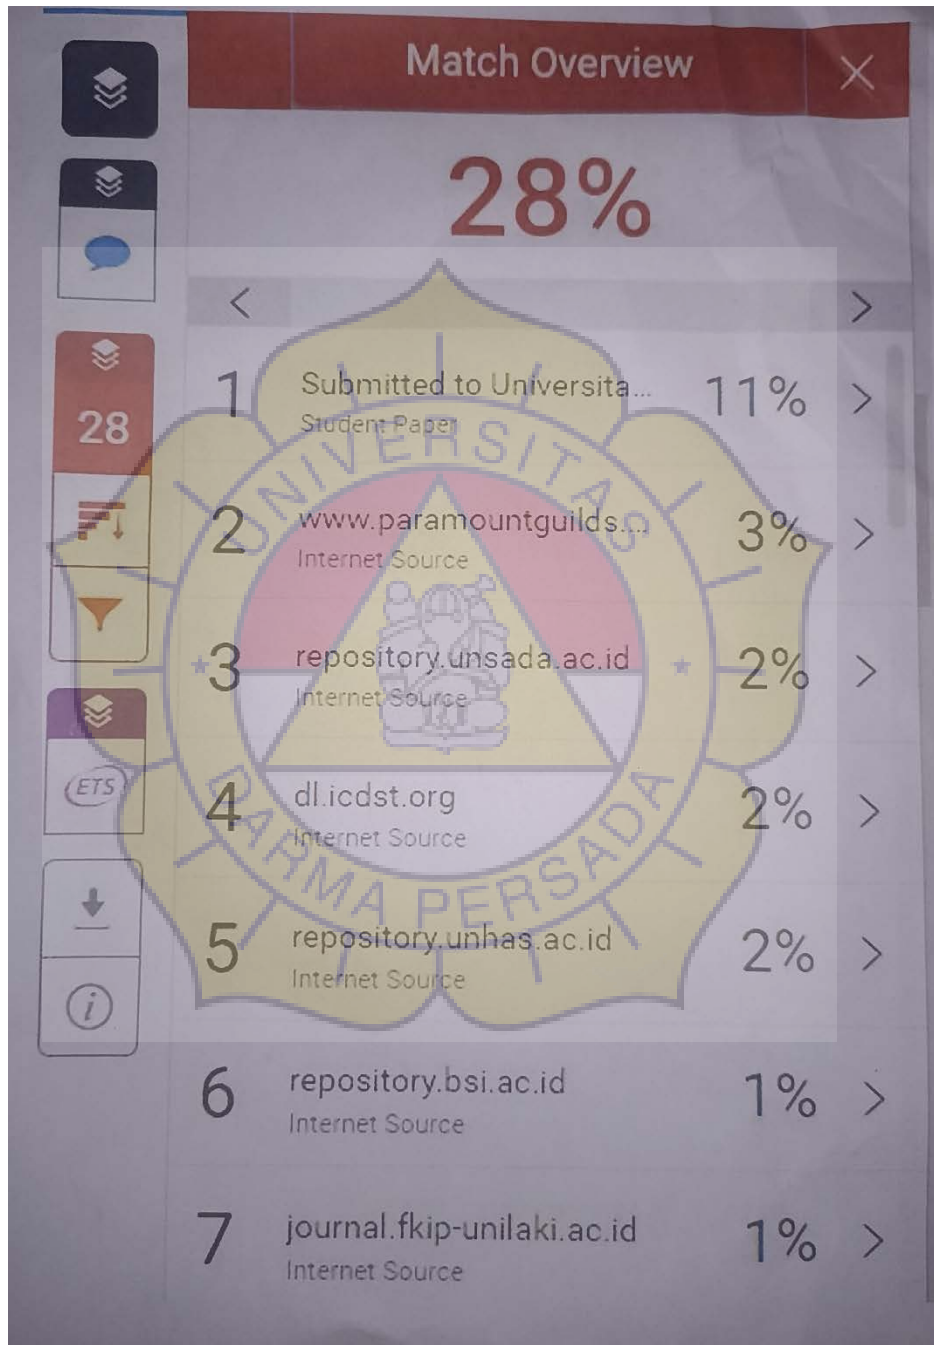 Match Overview
28%
1 Submitted to Universita... 11%
Student Paper
28
2 www.paramountguilds.... 3%
Internet Source
3 repository.unsada.ac.id 2%
Internet Source
ETS
4 dl.icdst.org 2%
Internet Source
5 repository.unhas.ac.id 2%
Internet Source
i
6 repository.bsi.ac.id 1%
Internet Source
7 journal.fkip-unilaki.ac.id 1%
Internet Source
UNIVERSITAS
DARMA PERSADA